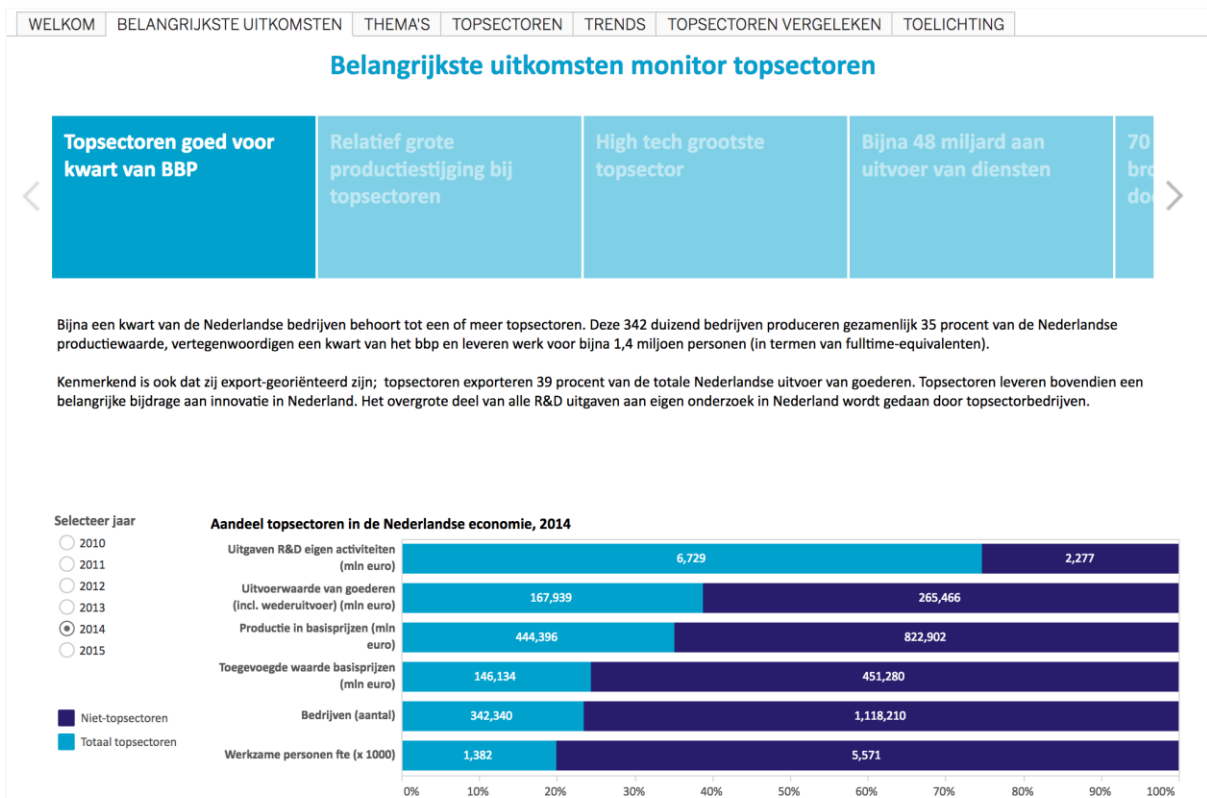 WELKOM BELANGRIJKSTE UITKOMSTEN THEMA'S TOPSECTOREN TRENDS TOPSECTOREN VERGELEKEN TOELICHTING
Belangrijkste uitkomsten monitor topsectoren
Topsectoren goed voor
kwart van BBP
Relatief grote
productiestijging bij
topsectoren
High tech grootste
topsector
Bijna 48 miljard aan
uitvoer van diensten
70
Bijna een kwart van de Nederlandse bedrijven behoort tot een of meer topsectoren. Deze 342 duizend bedrijven produceren gezamenlijk 35 procent van de Nederlandse
productiewaarde, vertegenwoordigen een kwart van het bbp en leveren werk voor bijna 1,4 miljoen personen (in termen van fulltime-equivalenten).
Kenmerkend is ook dat zij export-georiënteerd zijn; topsectoren exporteren 39 procent van de totale Nederlandse uitvoer van goederen. Topsectoren leveren bovendien een
belangrijke bijdrage aan innovatie in Nederland. Het overgrote deel van alle R&D uitgaven aan eigen onderzoek in Nederland wordt gedaan door topsectorbedrijven.
Selecteer jaar
2010
2011
2012
2013
2014
2015
Niet-topsectoren
Totaal topsectoren
Aandeel topsectoren in de Nederlandse economie, 2014
Uitgaven R&D eigen activiteiten
(mln euro)
6,729 2,277
Uitvoerwaarde van goederen
(incl. wederuitvoer) (mln euro)
167,939 265,466
Productie in basisprijzen (mln
euro)
444,396 822,902
Toegevoegde waarde basisprijzen
(mln euro)
146,134 451,280
Bedrijven (aantal)
342,340 1,118,210
Werkzame personen fte (x 1000)
1,382 5,571
0% 10% 20% 30% 40% 50% 60% 70% 80% 90% 100%